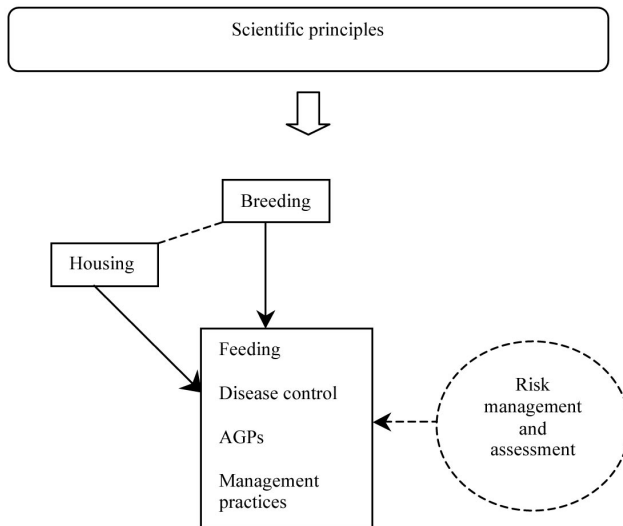 Scientific principles
Breeding
Housing
Feeding
Disease control
AGPs
Management
practices
Risk
management
and
assessment